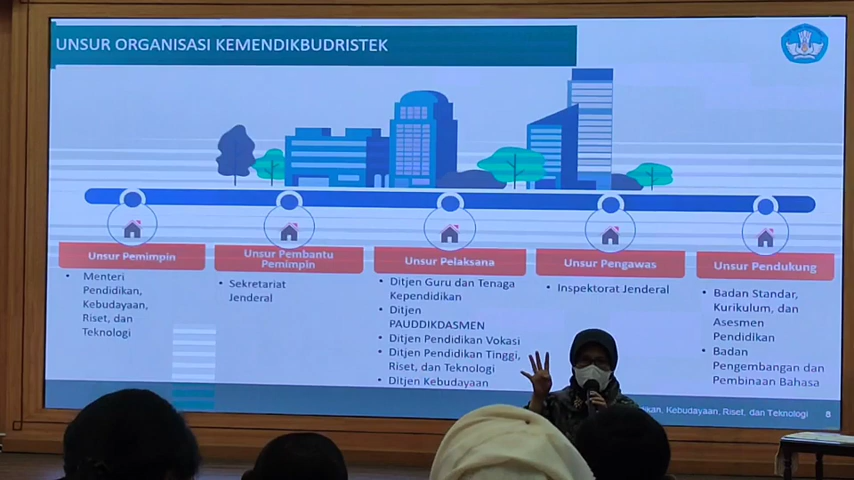 UNSUR ORGANISASI KEMENDIKBUDRISTEK
Unsur Pemimpin
• Menteri
Pendidikan,
Kebudayaan,
Riset, dan
Teknologi
Unsur Pembantu
Pemimpin
• Sekretariat
Jenderal
Unsur Pelaksana
• Ditjen Guru dan Tenaga
Kependidikan
• Ditjen
PAUDDIKDASMEN
• Ditjen Pendidikan Vokasi
• Ditjen Pendidikan Tinggi,
Riset, dan Teknologi
• Ditjen Kebudayaan
Unsur Pengawas
• Inspektorat Jenderal
Unsur Pendukung
• Badan Standar,
Kurikulum, dan
Asesmen
Pendidikan
• Badan
Pengembangan dan
Pembinaan Bahasa
Kebudayaan, Riset, dan Teknologi 8